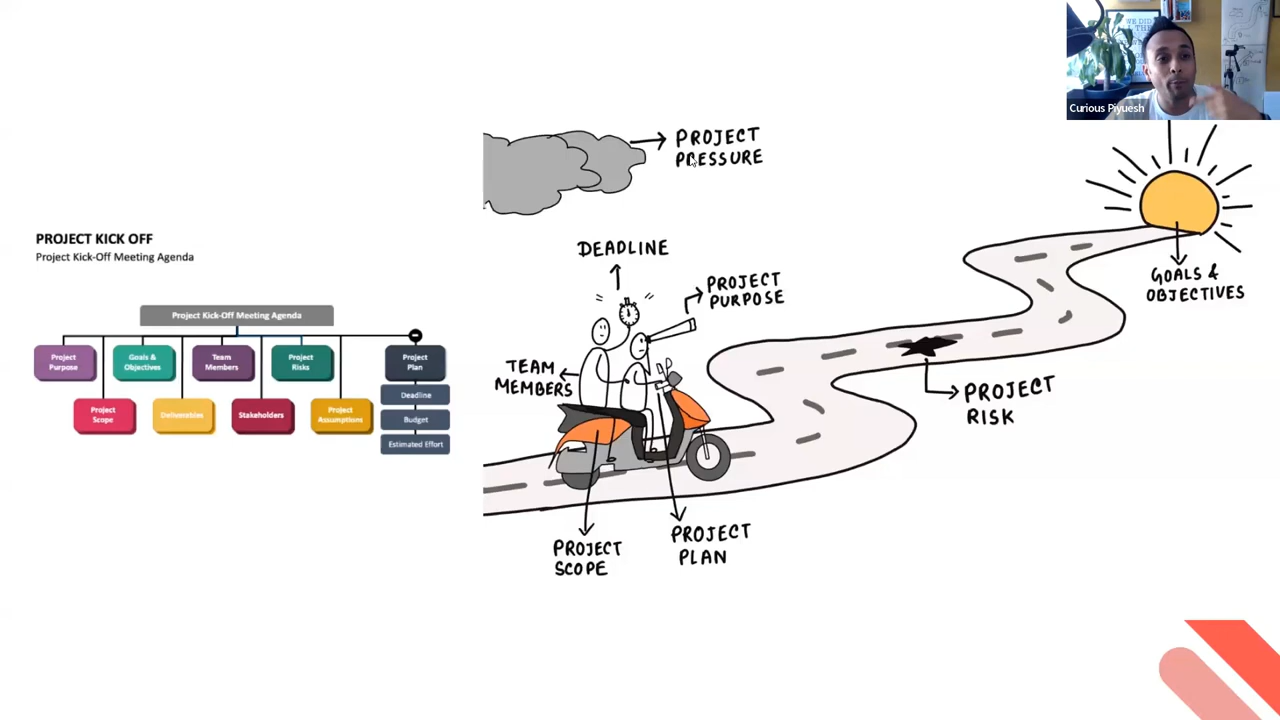 Curious Piyuesh
PROJECT KICK OFF
Project Kick-Off Meeting Agenda
Project Kick-Off Meeting Agenda
Project
Purpose
Goals &
Objectives
Team
Members
Project
Risks
Project
Plan
Project
Scope
Deliverables
Stakeholders
Project
Assumptions
Deadline
Budget
Estimated Effort
PROJECT
PRESSURE
DEADLINE
PROJECT
PURPOSE
TEAM
MEMBERS
PROJECT
SCOPE
PROJECT
PLAN
PROJECT
RISK
GOALS &
OBJECTIVES